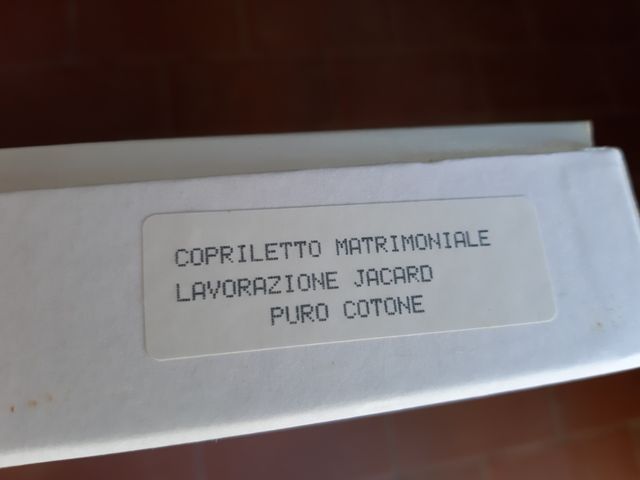 COPRILETTO MATRIMONIALE
LAVORAZIONE JACARD
PURO COTONE